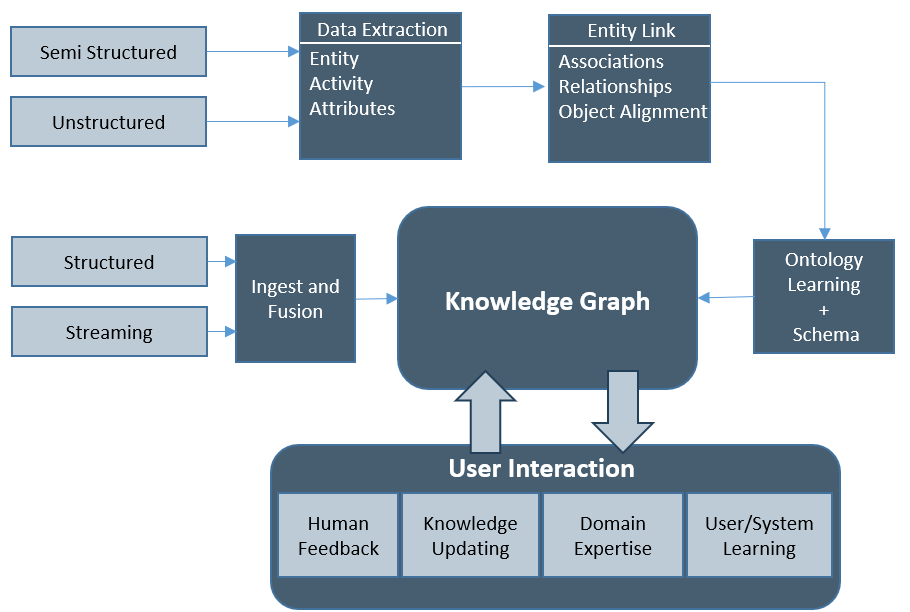 Semi Structured
Unstructured
Data Extraction
Entity
Activity
Attributes
Entity Link
Associations
Relationships
Object Alignment
Structured
Streaming
Ingest and
Fusion
Knowledge Graph
Ontology
Learning
+
Schema
User Interaction
Human
Feedback
Knowledge
Updating
Domain
Expertise
User/System
Learning